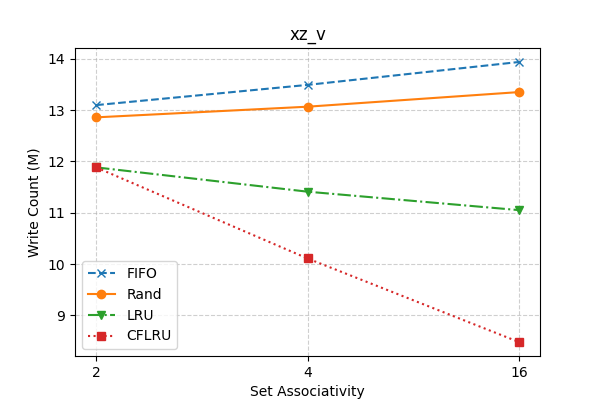 xz_v
Write Count (M)
14
13
12
11
10
9
FIFO
Rand
LRU
CFLRU
2
4
16
Set Associativity